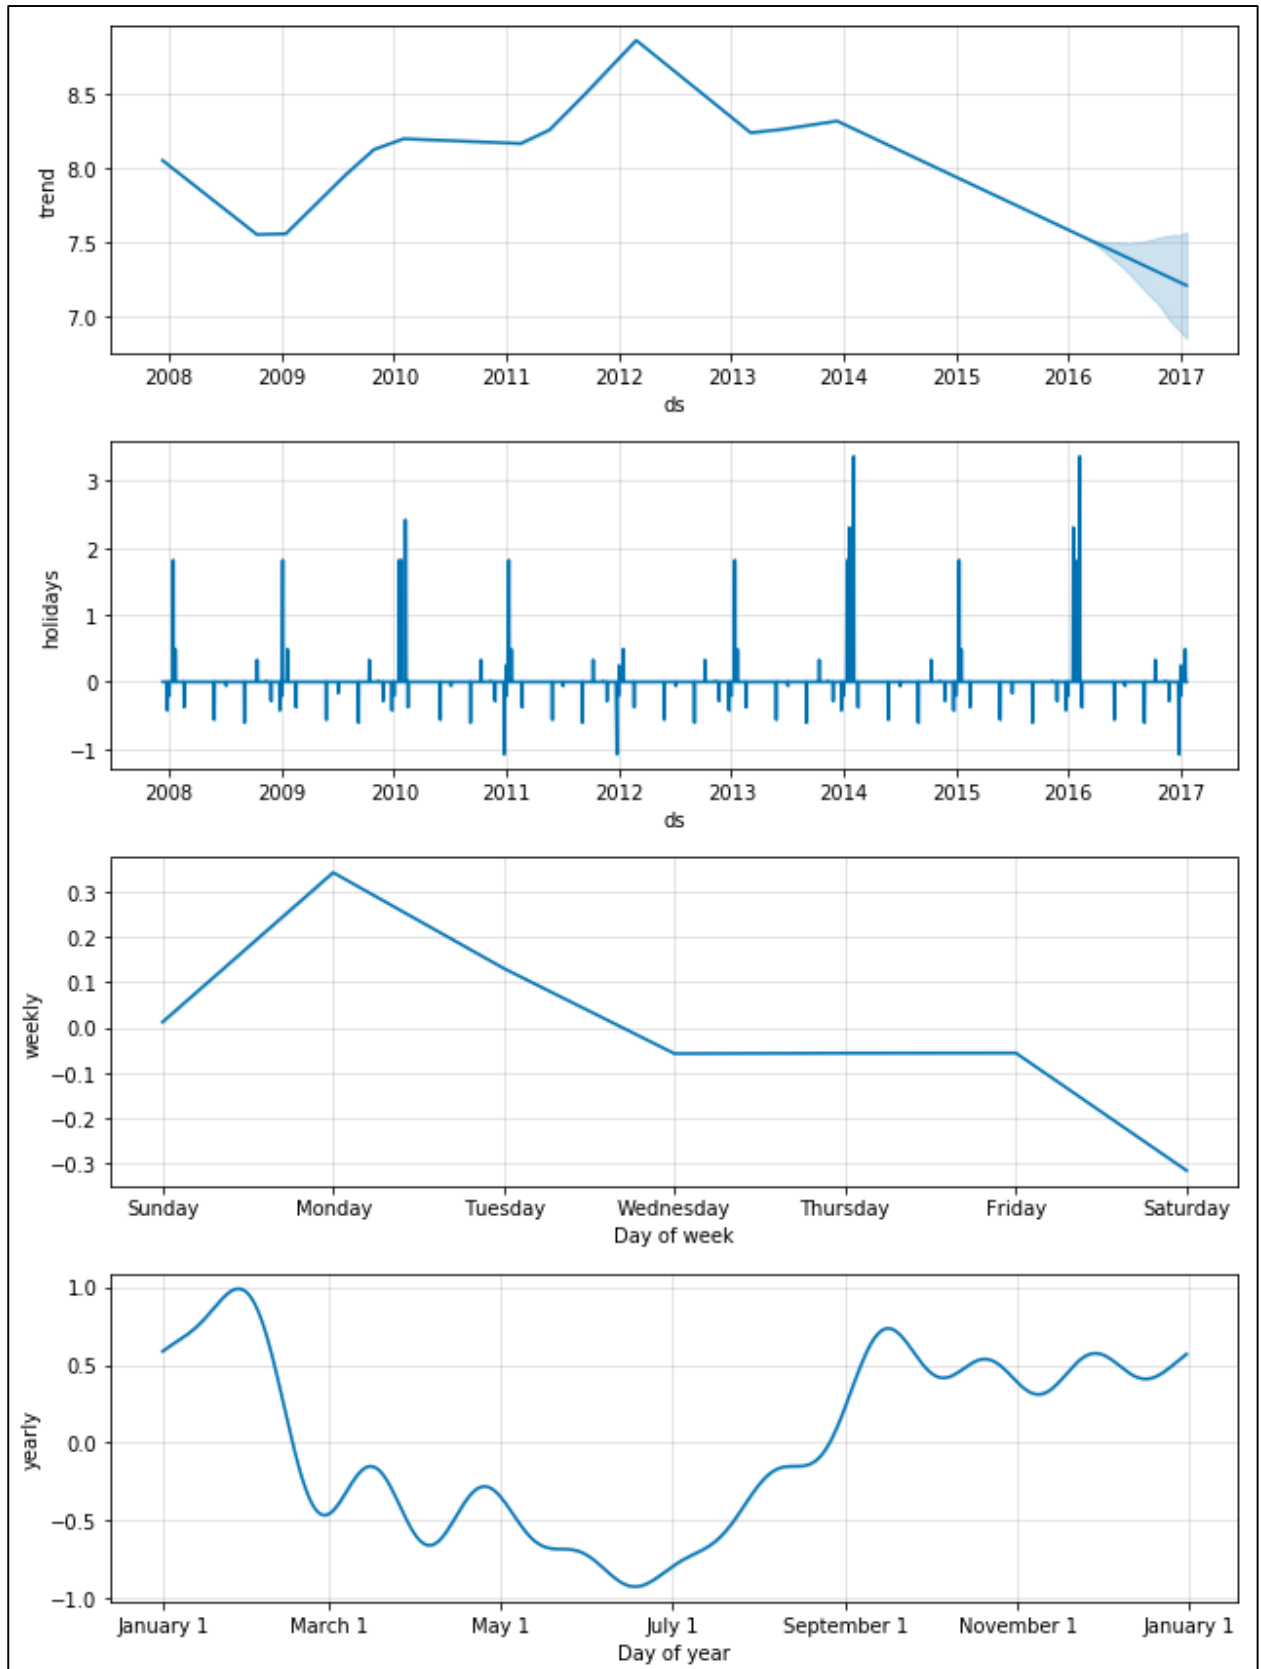 8.5
8.0
7.5
7.0
trend
2008 2009 2010 2011 2012 2013 2014 2015 2016 2017
ds
3
2
1
0
−1
holidays
2008 2009 2010 2011 2012 2013 2014 2015 2016 2017
ds
0.3
0.2
0.1
0.0
−0.1
−0.2
−0.3
weekly
Sunday Monday Tuesday Wednesday Thursday Friday Saturday
Day of week
1.0
0.5
0.0
−0.5
−1.0
yearly
January 1 March 1 May 1 July 1 September 1 November 1 January 1
Day of year